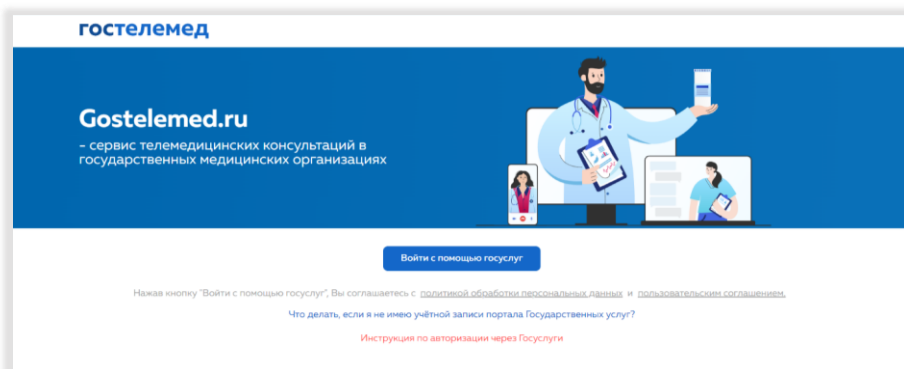 гостелемед
Gostelemed.ru
- сервис телемедицинских консультаций в
государственных медицинских организациях
Войти с помощью госуслуг
Нажав кнопку "Войти с помощью госуслуг", Вы соглашаетесь с политикой обработки персональных данных и пользовательским соглашением.
Что делать, если я не имею учётной записи портала Государственных услуг?
Инструкция по авторизации через Госуслуги